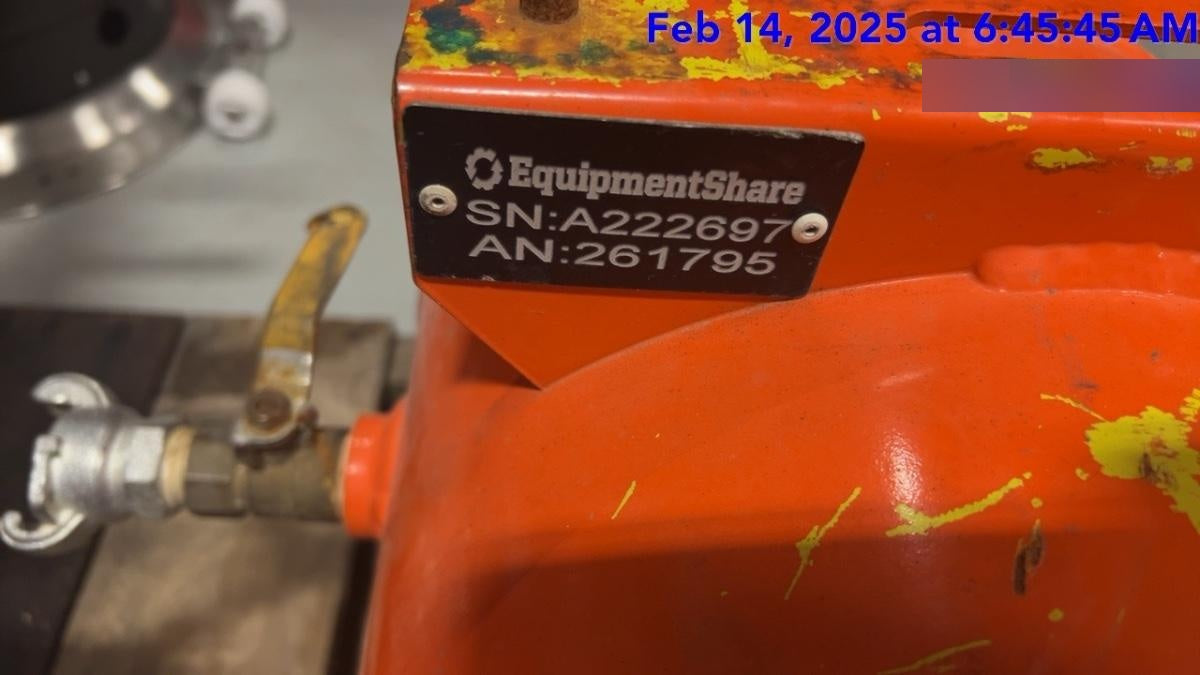 Feb 14, 2025 at 6:45:45 AM
EquipmentShare
SN:A222697
AN:261795